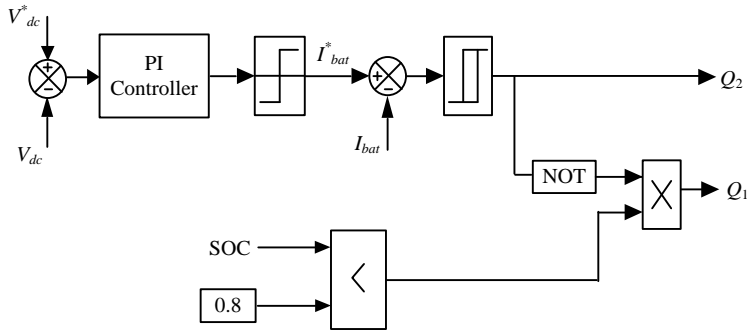 V*dc
+
-
Vdc
PI
Controller
I*bat
+
-
Ibat
Q2
NOT
Q1
SOC
0.8
<